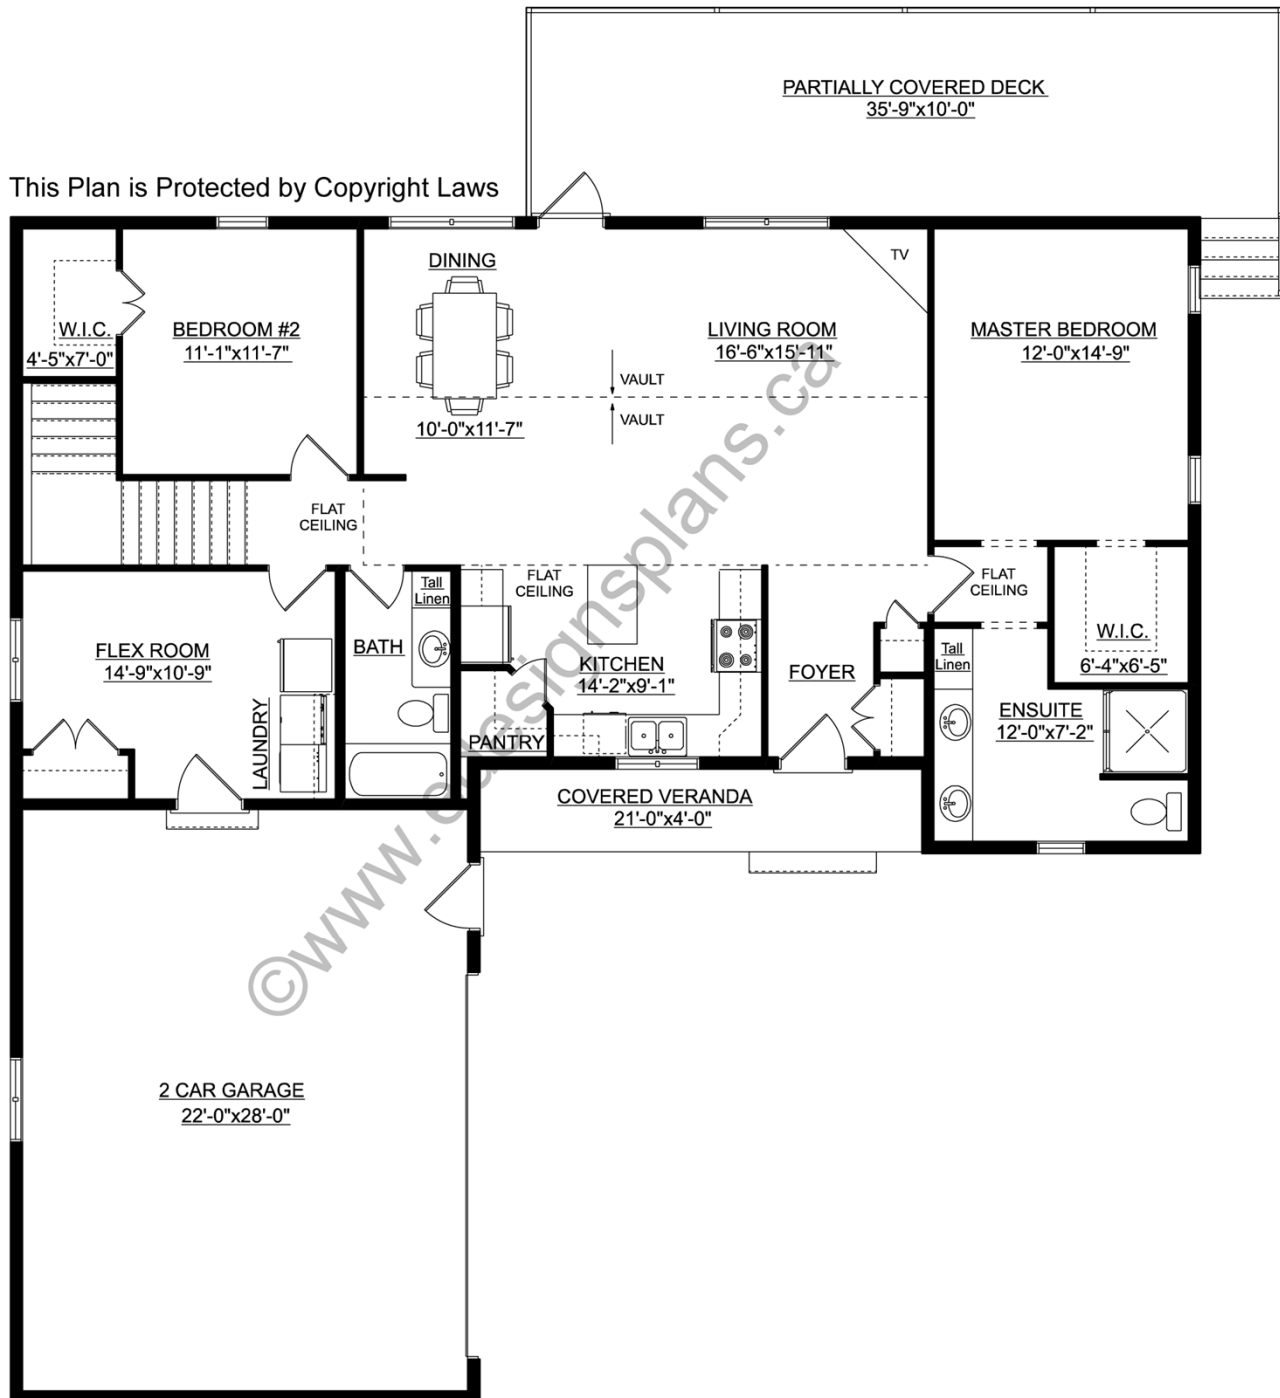 PARTIALLY COVERED DECK
35'-9"x10'-0"
This Plan is Protected by Copyright Laws
DINING
TV
W.I.C.
4'-5"x7'-0"
BEDROOM #2
11'-1"x11'-7"
LIVING ROOM
16'-6"x15'-11"
MASTER BEDROOM
12'-0"x14'-9"
VAULT
VAULT
10'-0"x11'-7"
FLAT
CEILING
FLAT
CEILING
FLAT
CEILING
Tall
Linen
FLEX ROOM
14'-9"x10'-9"
BATH
KITCHEN
14'-2"x9'-1"
FOYER
Tall
Linen
W.I.C.
6'-4"x6'-5"
LAUNDRY
PANTRY
ENSUITE
12'-0"x7'-2"
COVERED VERANDA
21'-0"x4'-0"
2 CAR GARAGE
22'-0"x28'-0"